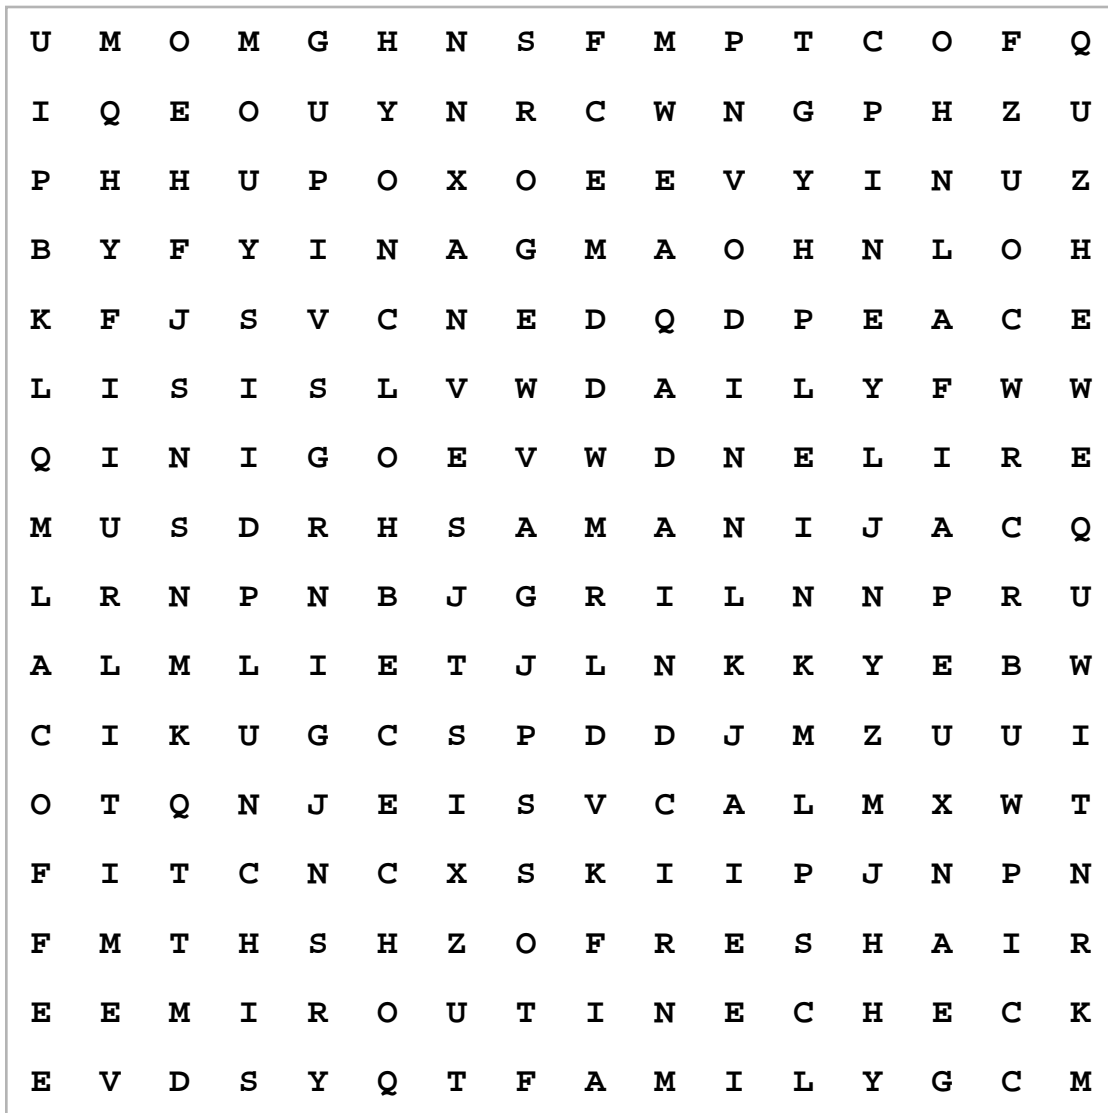 U M O M G H N S F M P T C O F Q
I Q E O U Y N R C W N G P H Z U
P H H U P O X O E E V Y I N U Z
B Y F Y I N A G M A O H N L O H
K F J S V C N E D Q D P E A C E
L I S I S L V W D A I L Y F W W
Q I N I G O E V W D N E L I R E
M U S D R H S A M A N I J A C Q
L R N P N B J G R I L N N P R U
A L M L I E T J L N K K Y E B W
C I K U G C S P D D J M Z U U I
O T Q N J E I S V C A L M X W T
F I T C N C X S K I I P J N P N
F M T H S H Z O F R E S H A I R
E E M I R O U T I N E C H E C K
E V D S Y Q T F A M I L Y G C M